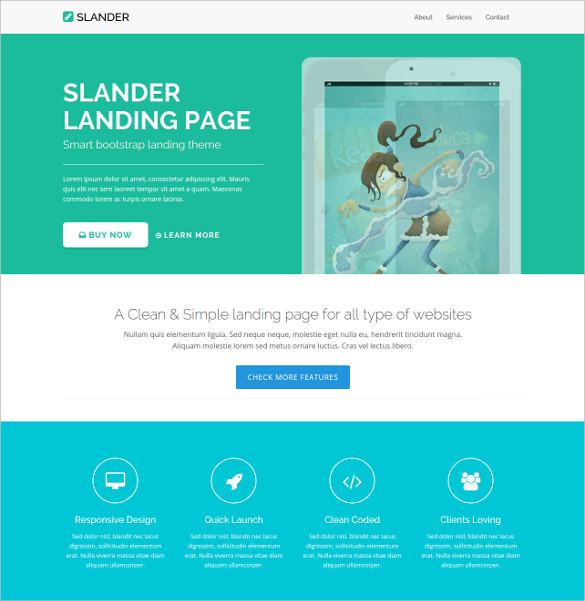 SLANDER
About Services Contact
SLANDER
LANDING PAGE
Smart bootstrap landing theme
Lorem ipsum dolor sit amet, consectetur adipiscing elit. Mauris
quis elit nec sem laoreet tempor sit amet a quam. Maecenas
commodo lorem ac turpis ornare lacinia.
BUY NOW LEARN MORE
A Clean & Simple landing page for all type of websites
Nullam quis elementum ligula. Sed neque neque, molestie eget nulla eu, hendrerit tincidunt magna.
Aliquam molestie lorem sed metus ornare luctus. Cras vel lectus libero.
CHECK MORE FEATURES
Responsive Design
Sed dolor nisl, blandit nec lacus
dignissim, sollicitudin elementum
erat. Nulla viverra massa vitae diam
aliquam ullamcorper.
Quick Launch
Sed dolor nisl, blandit nec lacus
dignissim, sollicitudin elementum
erat. Nulla viverra massa vitae diam
aliquam ullamcorper.
Clean Coded
Sed dolor nisl, blandit nec lacus
dignissim, sollicitudin elementum
erat. Nulla viverra massa vitae diam
aliquam ullamcorper.
Clients Loving
Sed dolor nisl, blandit nec lacus
dignissim, sollicitudin elementum
erat. Nulla viverra massa vitae diam
aliquam ullamcorper.